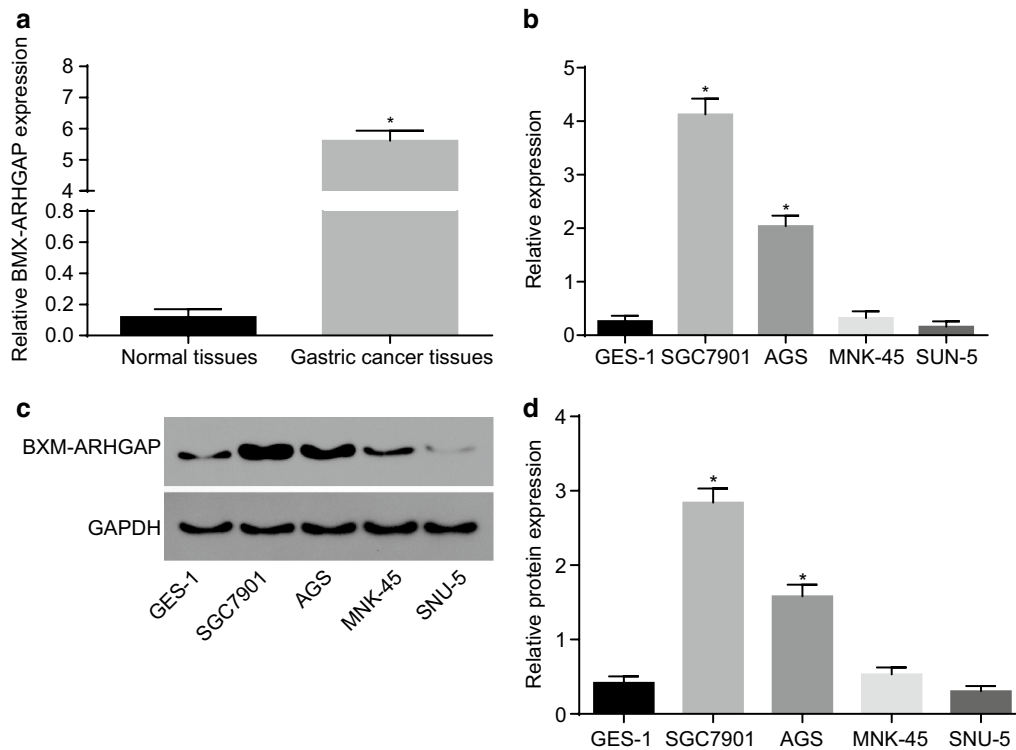 a
Relative BMX-ARHGAP expression
8
7
6
5
4
0.8
0.6
0.4
0.2
0.0
*
Normal tissues
Gastric cancer tissues
b
Relative expression
5
4
3
2
1
0
*
*
GES-1
SGC7901
AGS
MNK-45
SUN-5
c
BXM-ARHGAP
GAPDH
GES-1
SGC7901
AGS
MNK-45
SNU-5
d
Relative protein expression
4
3
2
1
0
*
*
GES-1
SGC7901
AGS
MNK-45
SNU-5